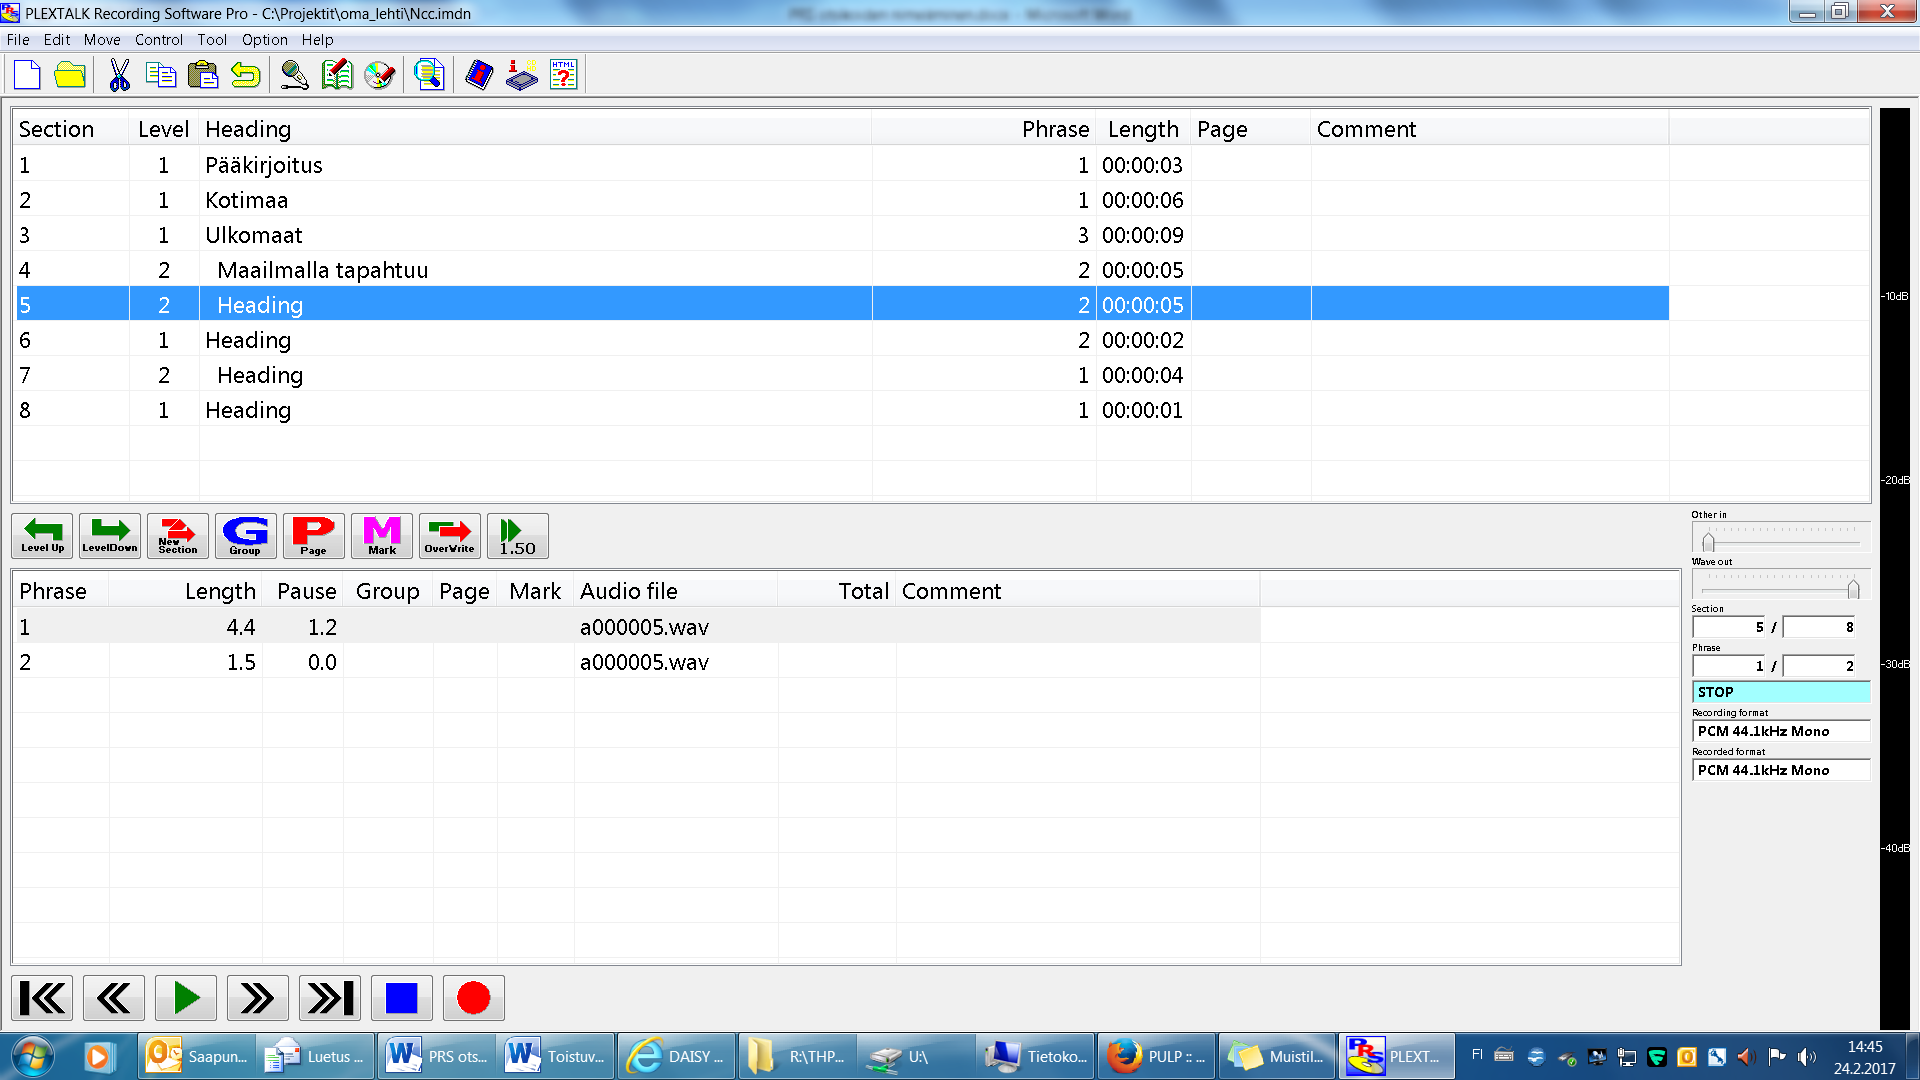 PLEXTALK Recording Software Pro - C:\Projektit\oma_lehti\Ncc.imdn
File Edit Move Control Tool Option Help
HTML
Section Level Heading Phrase Length Page Comment
1 1 Pääkirjoitus 1 00:00:03
2 1 Kotimaa 1 00:00:06
3 1 Ulkomaat 3 00:00:09
4 2 Maailmalla tapahtuu 2 00:00:05
5 2 Heading 2 00:00:05
6 1 Heading 2 00:00:02
7 2 Heading 1 00:00:04
8 1 Heading 1 00:00:01
-10dB
-20dB
-30dB
-40dB
Level Up LevelDown New Section G Group P Page M Mark OverWrite 1.50
Other in
Wave out
Section
5 / 8
Phrase
1 / 2
STOP
Recording format
PCM 44.1kHz Mono
Recorded format
PCM 44.1kHz Mono
Phrase Length Pause Group Page Mark Audio file Total Comment
1 4.4 1.2 a000005.wav
2 1.5 0.0 a000005.wav
Saapun... Luetus ... PRS ots... Toistuv... DAISY ... R:\THP... U:\ Tietoko... PULP :: ... Muistil... PLEXT... FI 14:45
24.2.2017